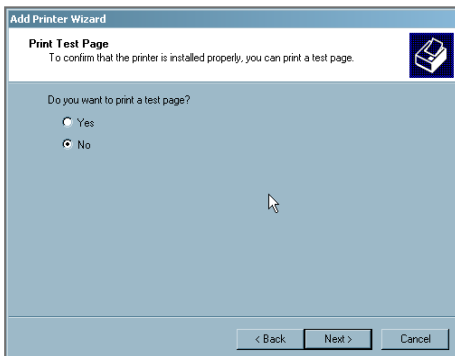 Add Printer Wizard
Print Test Page
To confirm that the printer is installed properly, you can print a test page.
Do you want to print a test page?
Yes
No
< Back Next > Cancel